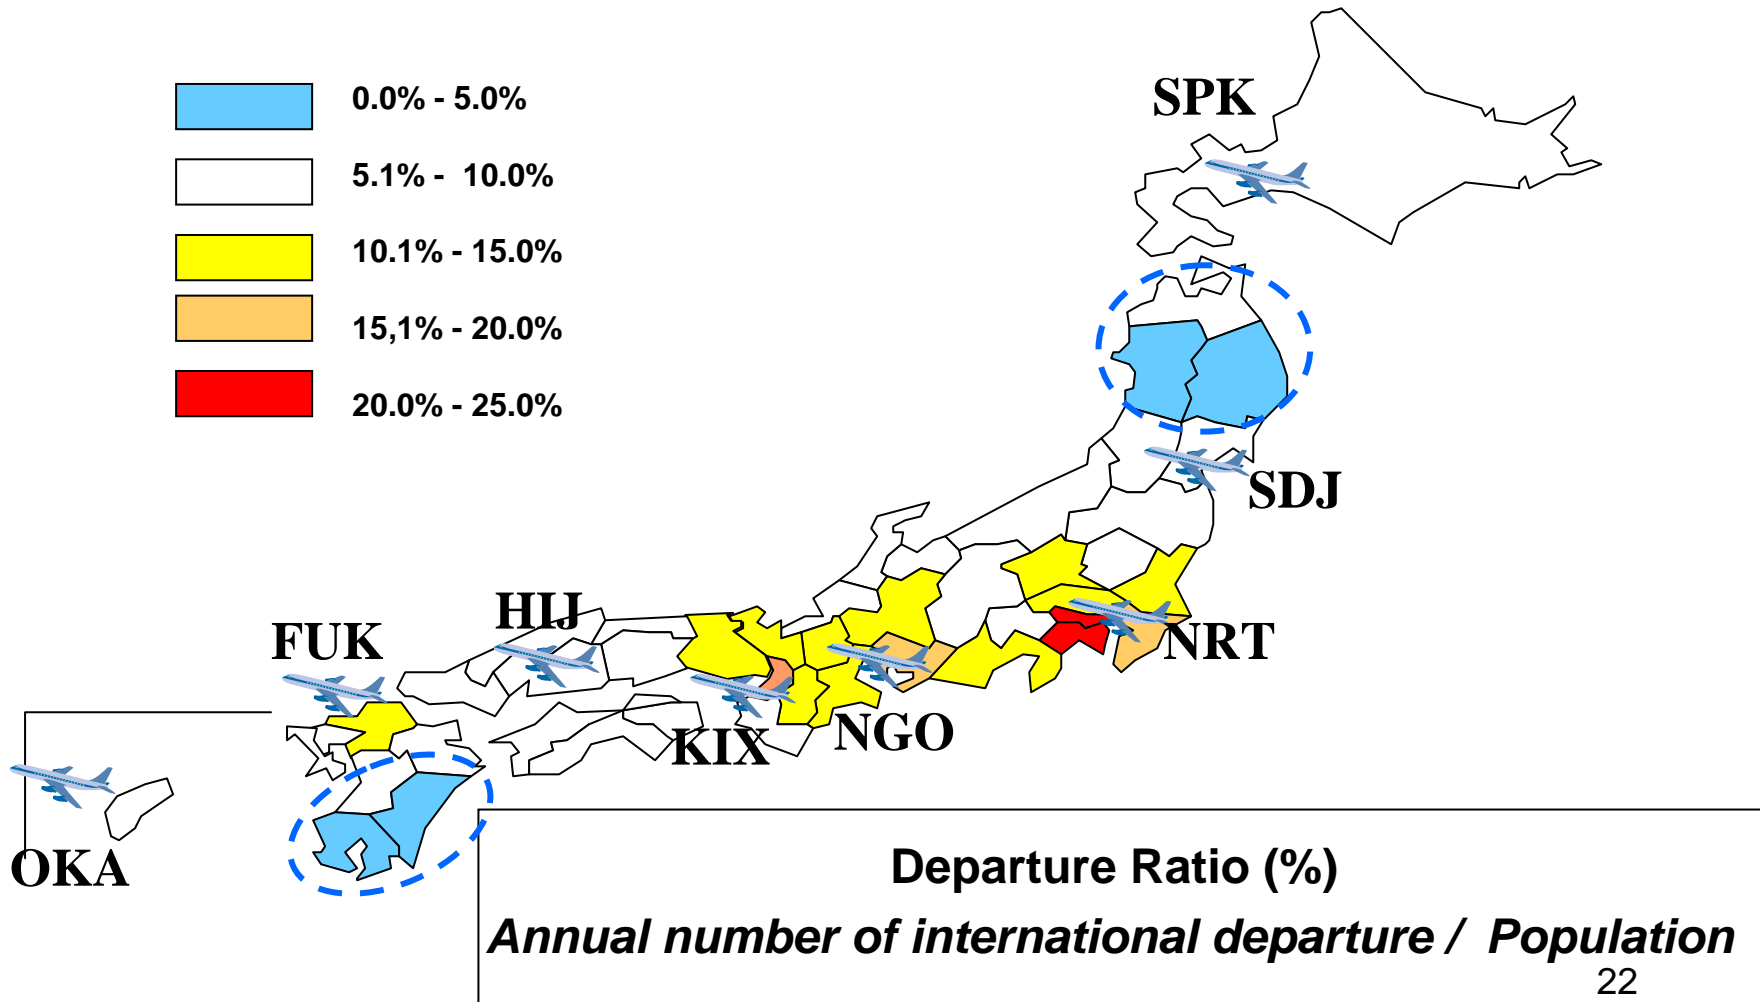 0.0% - 5.0%
5.1% - 10.0%
10.1% - 15.0%
15,1% - 20.0%
20.0% - 25.0%
SPK
SDJ
HIJ
FUK
NRT
KIX
NGO
OKA
Departure Ratio (%)
Annual number of international departure / Population
22